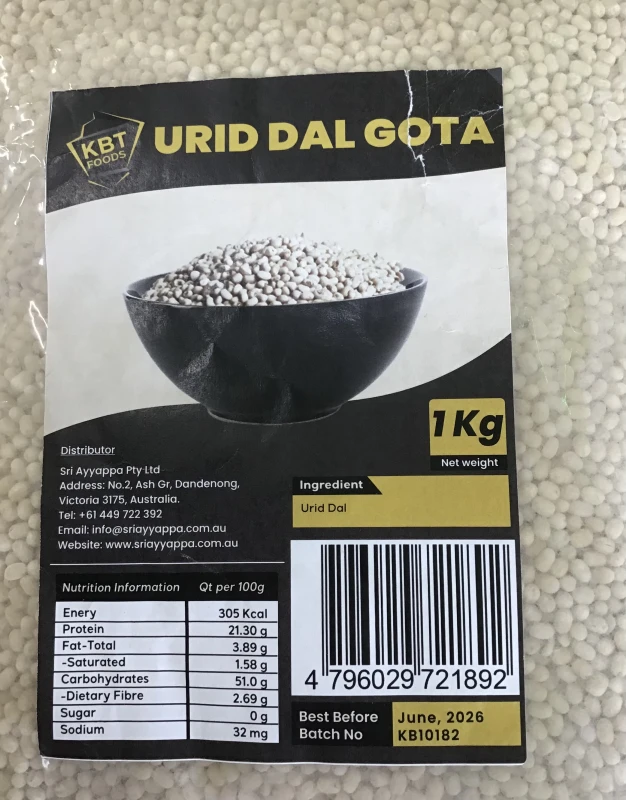 KBT
FOODS
URID DAL GOTA
1 Kg
Net weight
Distributor
Sri Ayyappa Pty Ltd
Address: No.2, Ash Gr, Dandenong,
Victoria 3175, Australia.
Tel: +61 449 722 392
Email: info@sriayyappa.com.au
Website: www.sriayyappa.com.au
Ingredient
Urid Dal
Nutrition Information Qt per 100g
Enery 305 Kcal
Protein 21.30 g
Fat-Total 3.89 g
-Saturated 1.58 g
Carbohydrates 51.0 g
-Dietary Fibre 2.69 g
Sugar 0 g
Sodium 32 mg
4 796029 721892
Best Before June, 2026
Batch No KB10182